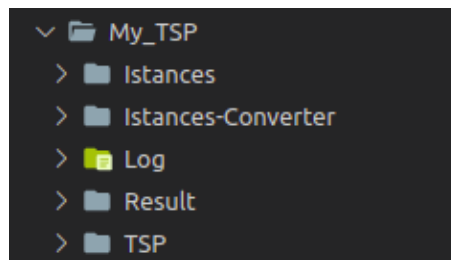 My_TSP
Istances
Istances-Converter
Log
Result
TSP